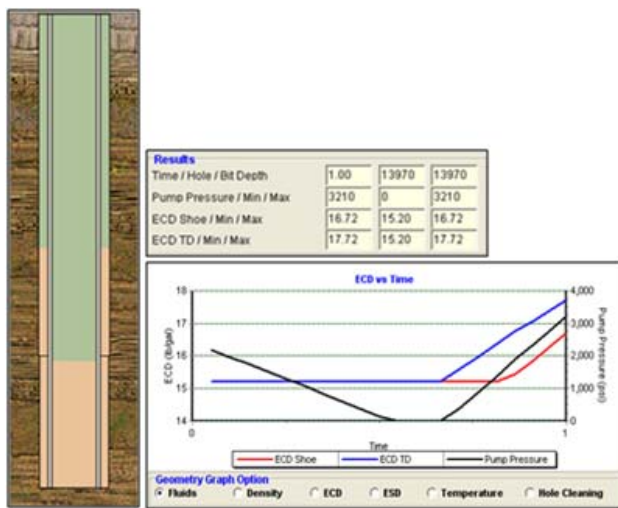 Results
Time / Hole / Bit Depth 1.00 13970 13970
Pump Pressure / Min / Max 3210 0 3210
ECD Shoe / Min / Max 16.72 15.20 16.72
ECD TD / Min / Max 17.72 15.20 17.72
ECD vs Time
18 4,000
17 3,000
16 2,000
15 1,000
14 0
ECD (lb/gal)
Pump Pressure (psi)
0 Time 1
ECD Shoe ECD TD Pump Pressure
Geometry Graph Option
Fluids Density ECD ESD Temperature Hole Cleaning